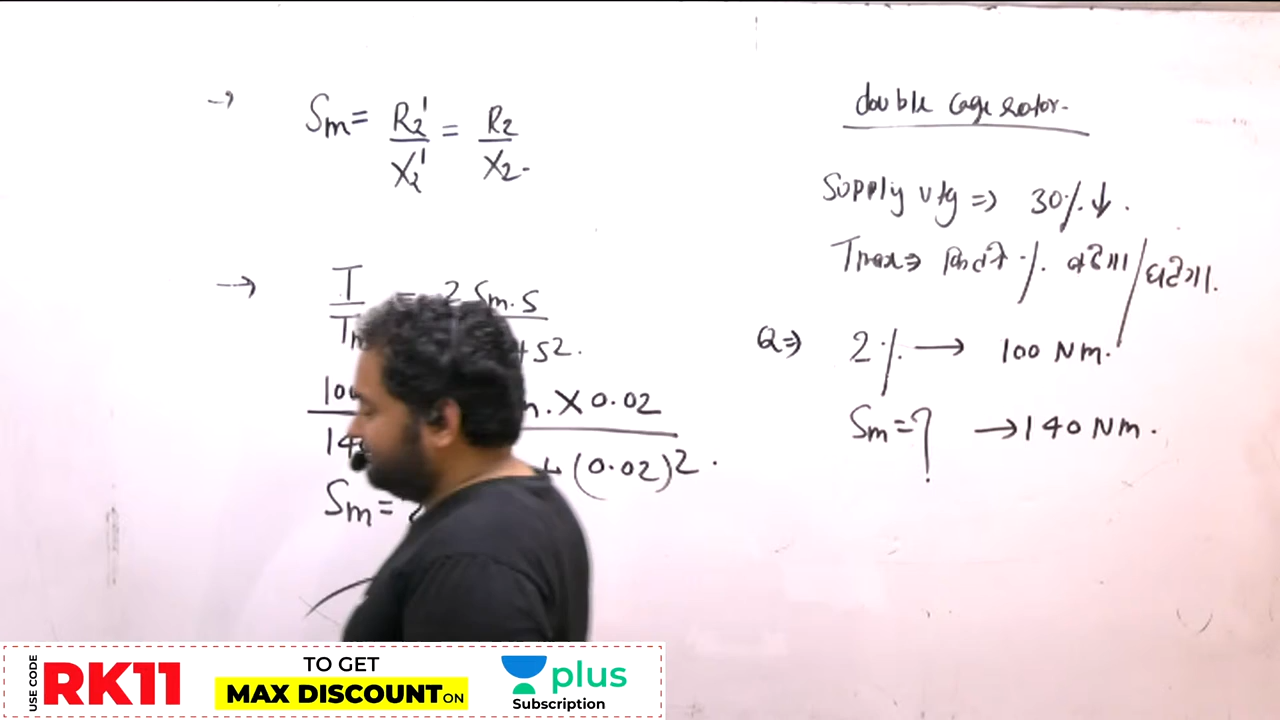 → Sm = R2' / X2' = R2 / X2.
→ T / Tm = 2 Sm. S / + S2.
100 / 140 m. X 0.02 / + (0.02)2.
Sm = ?
double cage rotor.
Supply vtg => 30% ↓.
Tmax => कितने % बढेगा / घटेगा.
Q => 2% → 100 Nm.
Sm = ? → 140 Nm.
USE CODE
RK11
TO GET
MAX DISCOUNT ON
plus
Subscription